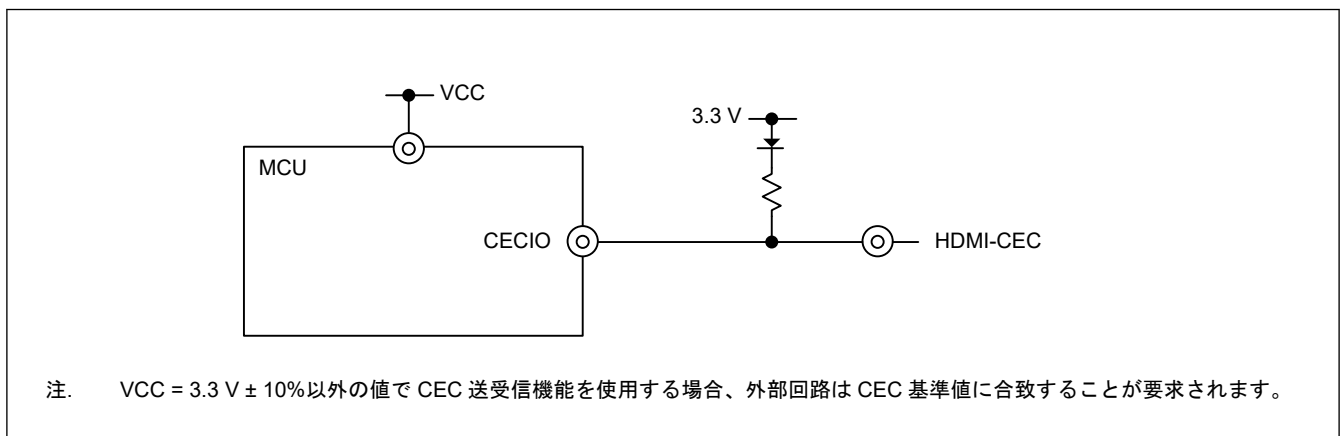 VCC
3.3 V
MCU
CECIO
HDMI-CEC
注. VCC = 3.3 V ± 10%以外の値で CEC 送受信機能を使用する場合、外部回路は CEC 基準値に合致することが要求されます。